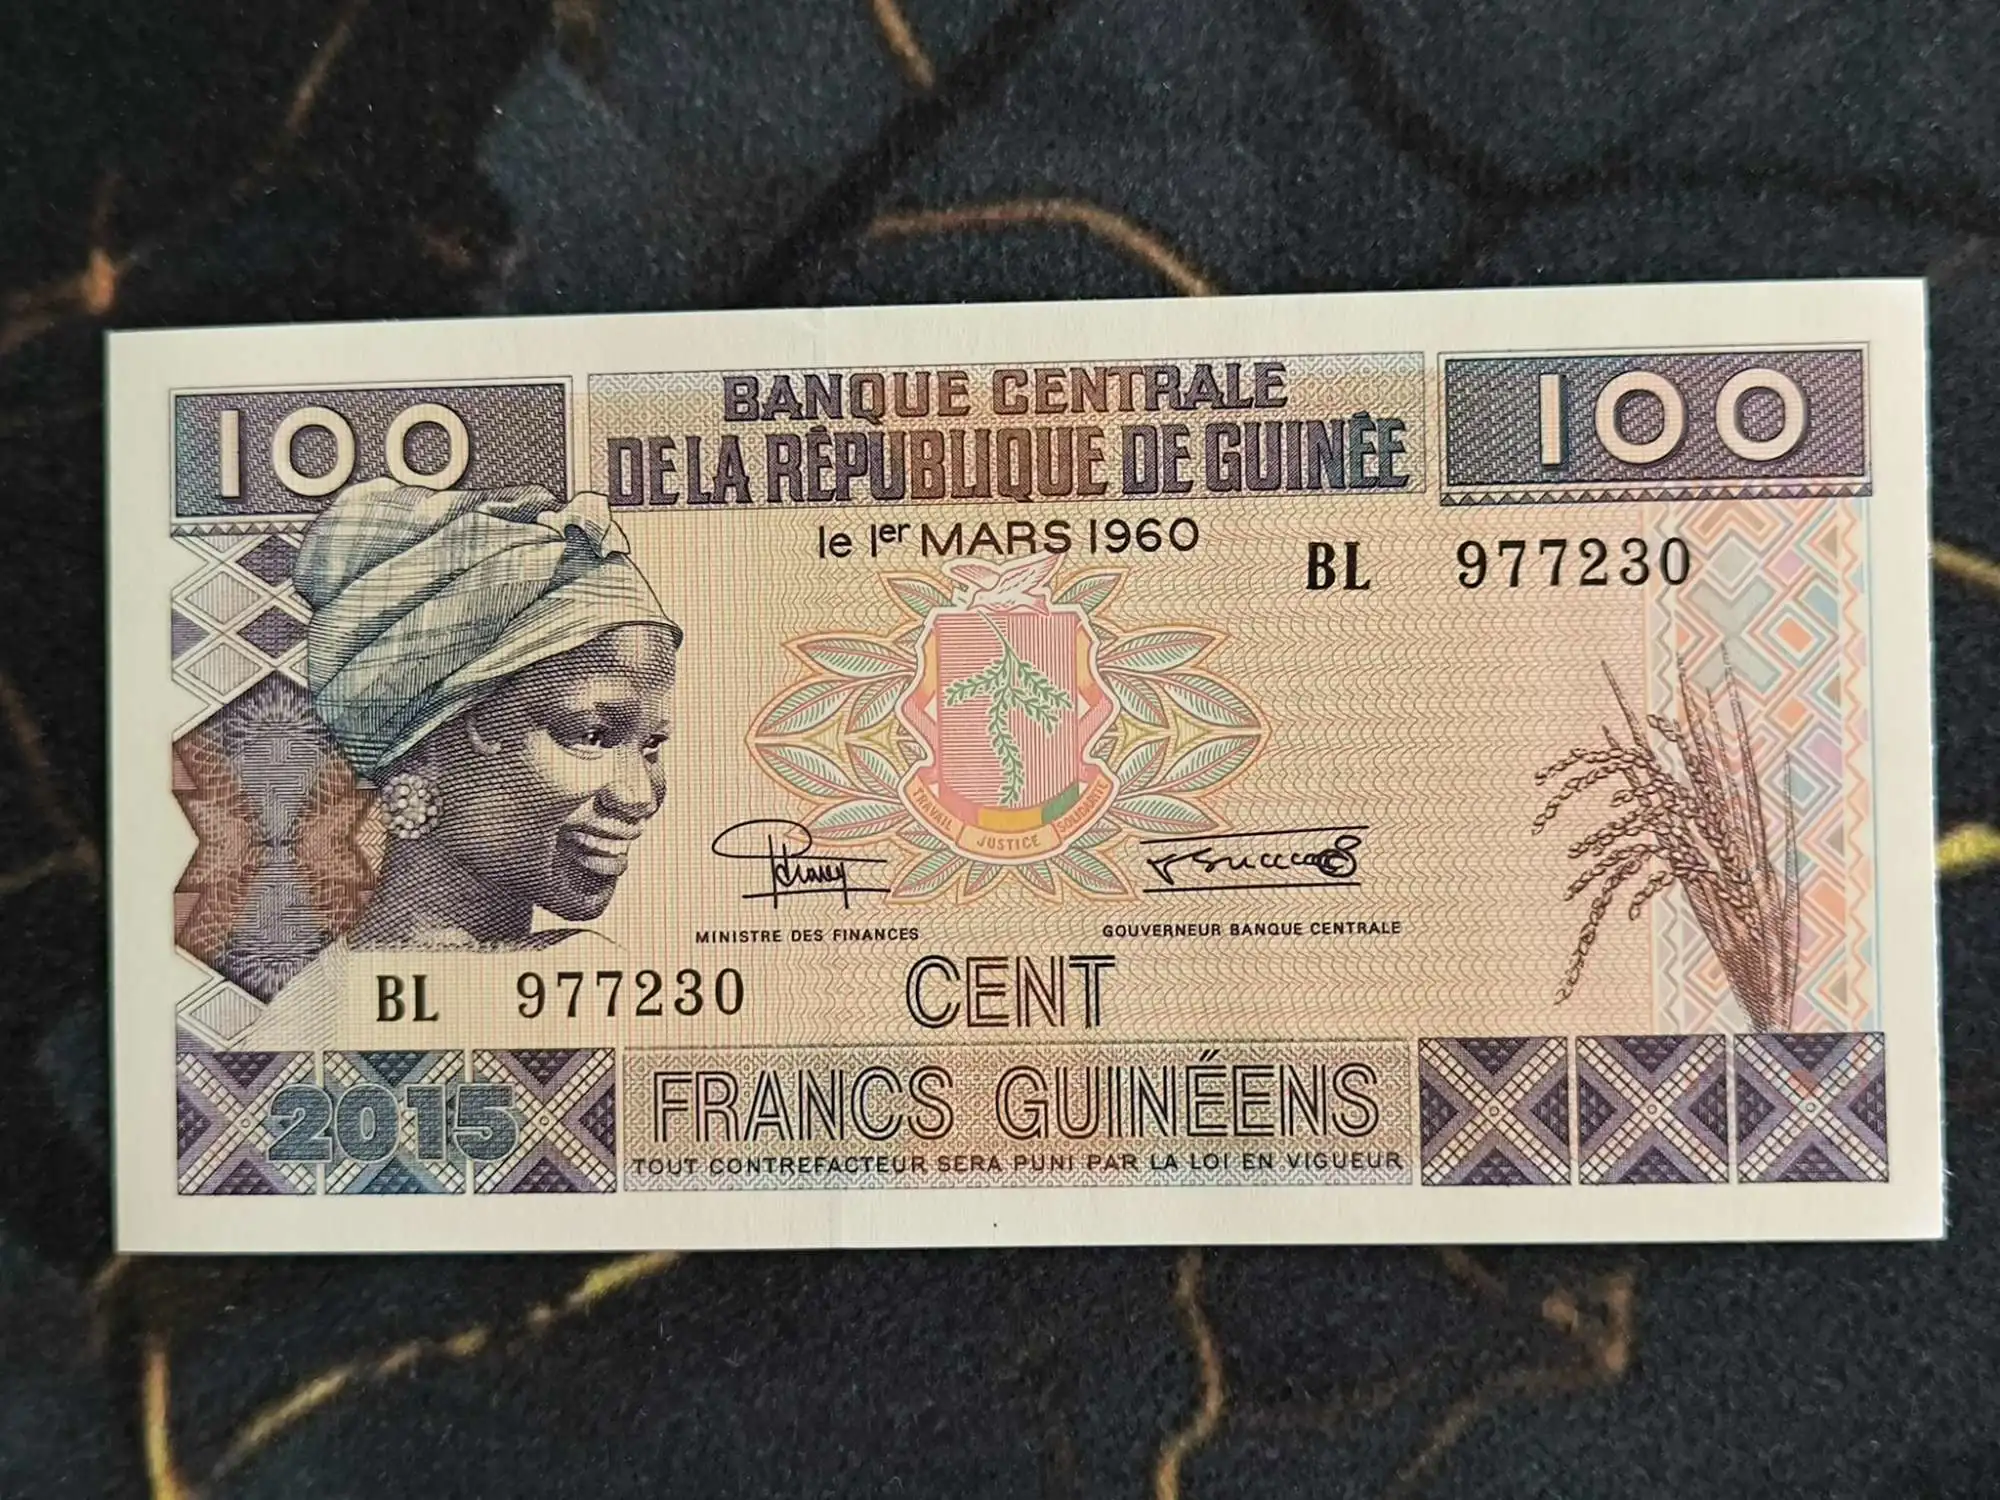 100
BANQUE CENTRALE
DE LA RÉPUBLIQUE DE GUINÉE
100
le 1er MARS 1960
BL 977230
TRAVAIL JUSTICE SOLIDARITÉ
MINISTRE DES FINANCES
GOUVERNEUR BANQUE CENTRALE
BL 977230
CENT
2015
FRANCS GUINÉENS
TOUT CONTREFACTEUR SERA PUNI PAR LA LOI EN VIGUEUR